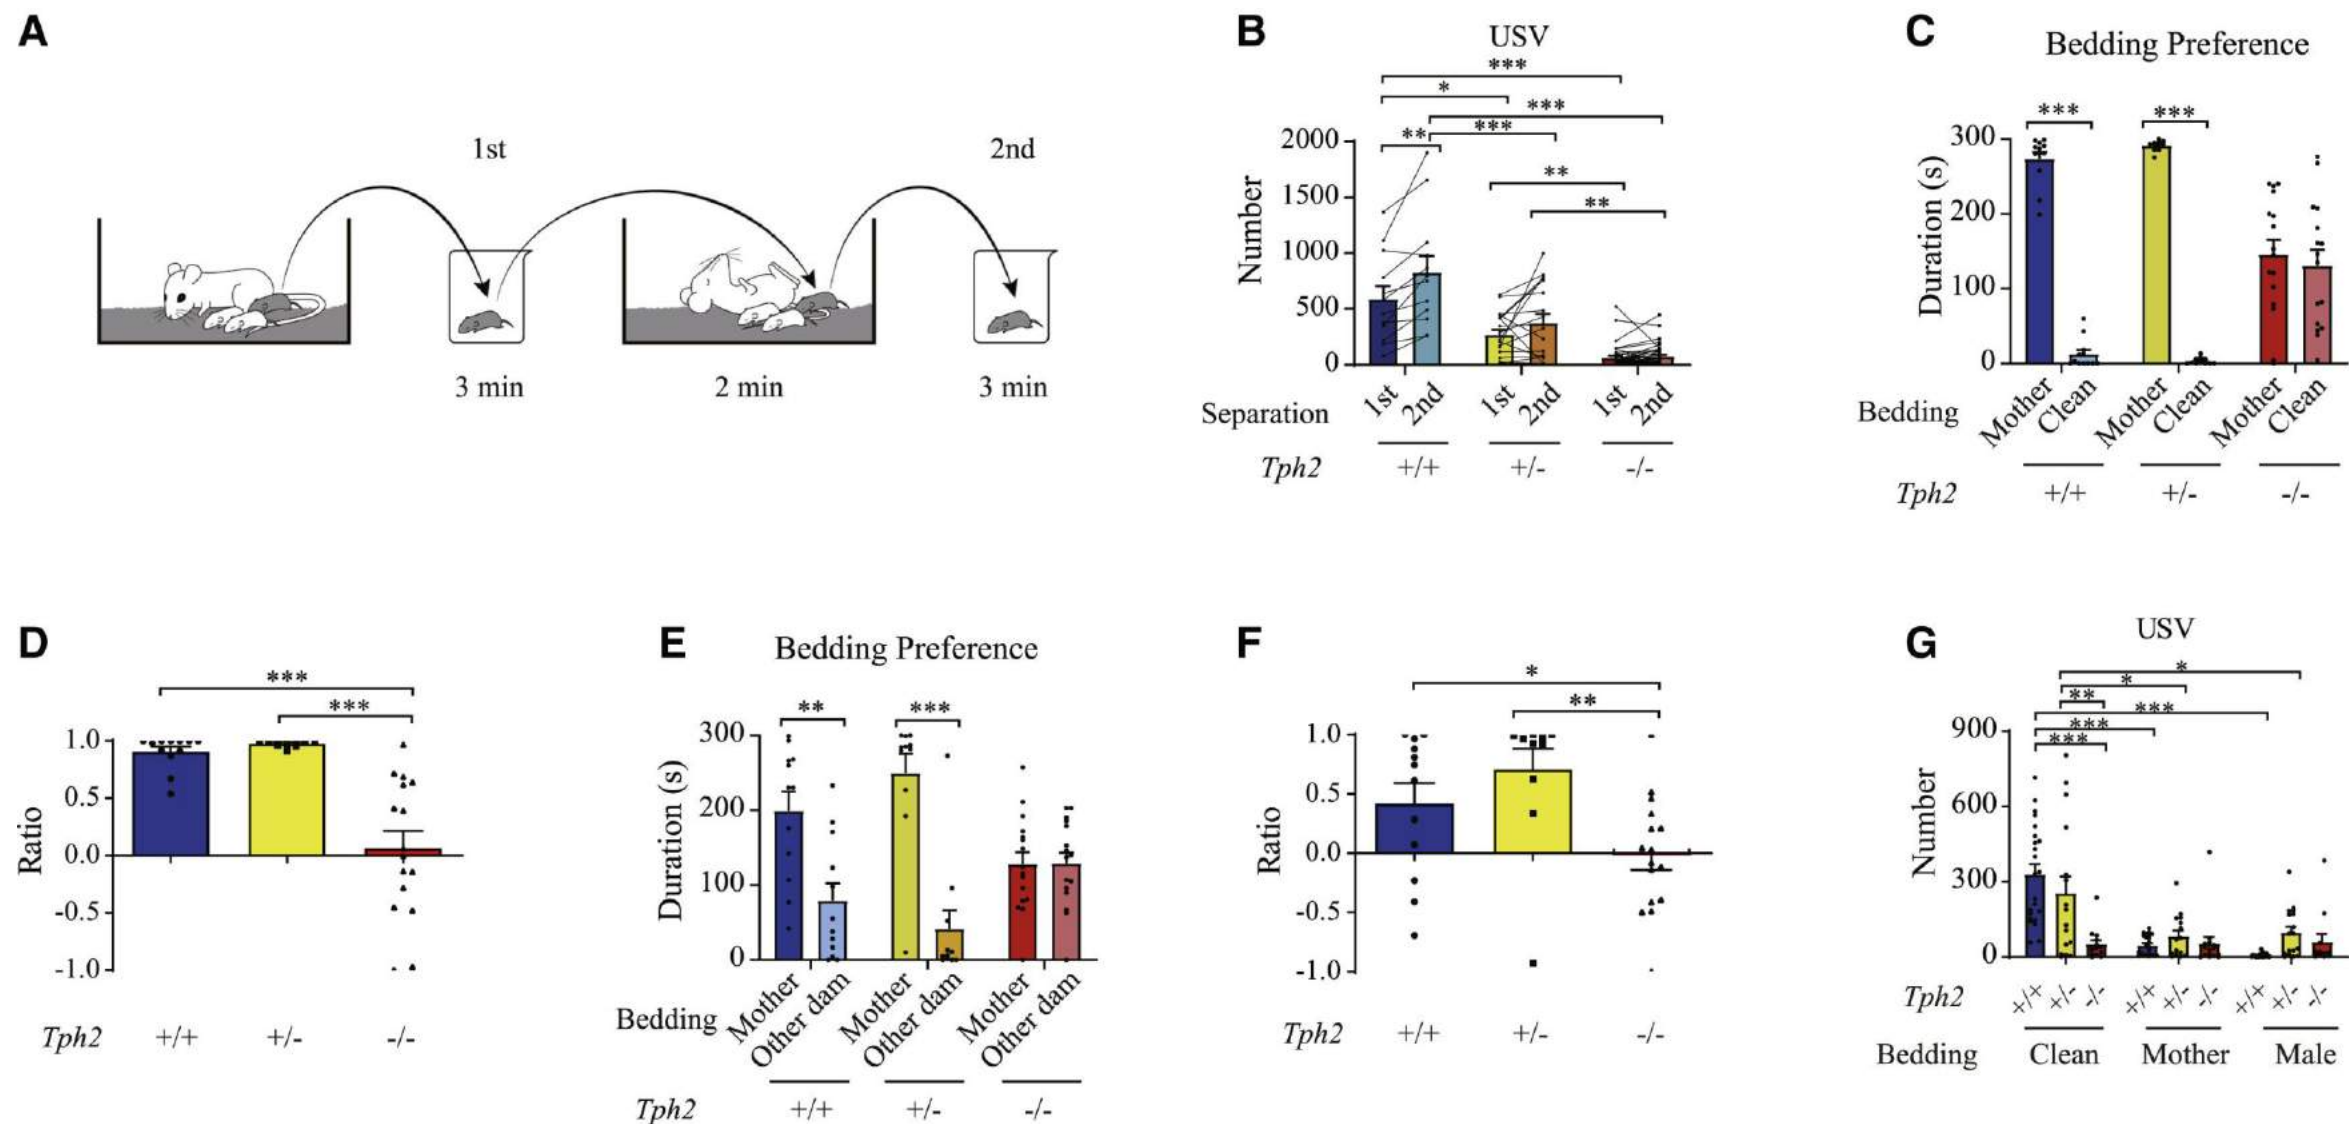 A
1st
2nd
3 min
2 min
3 min
B
USV
***
*
***
** ***
**
**
Number
2000
1500
1000
500
0
Separation
1st 2nd 1st 2nd 1st 2nd
Tph2
+/+ +/- -/-
C
Bedding Preference
*** ***
Duration (s)
300
200
100
0
Bedding
Mother Clean Mother Clean Mother Clean
Tph2
+/+ +/- -/-
D
***
***
Ratio
1.0
0.5
0.0
-0.5
-1.0
Tph2
+/+ +/- -/-
E
Bedding Preference
** ***
Duration (s)
300
200
100
0
Bedding
Mother Other dam Mother Other dam Mother Other dam
Tph2
+/+ +/- -/-
F
*
**
Ratio
1.0
0.5
0.0
-0.5
-1.0
Tph2
+/+ +/- -/-
G
USV
*
*
**
***
***
***
Number
900
600
300
0
Tph2
+/+ +/- -/- +/+ +/- -/- +/+ +/- -/-
Bedding
Clean Mother Male